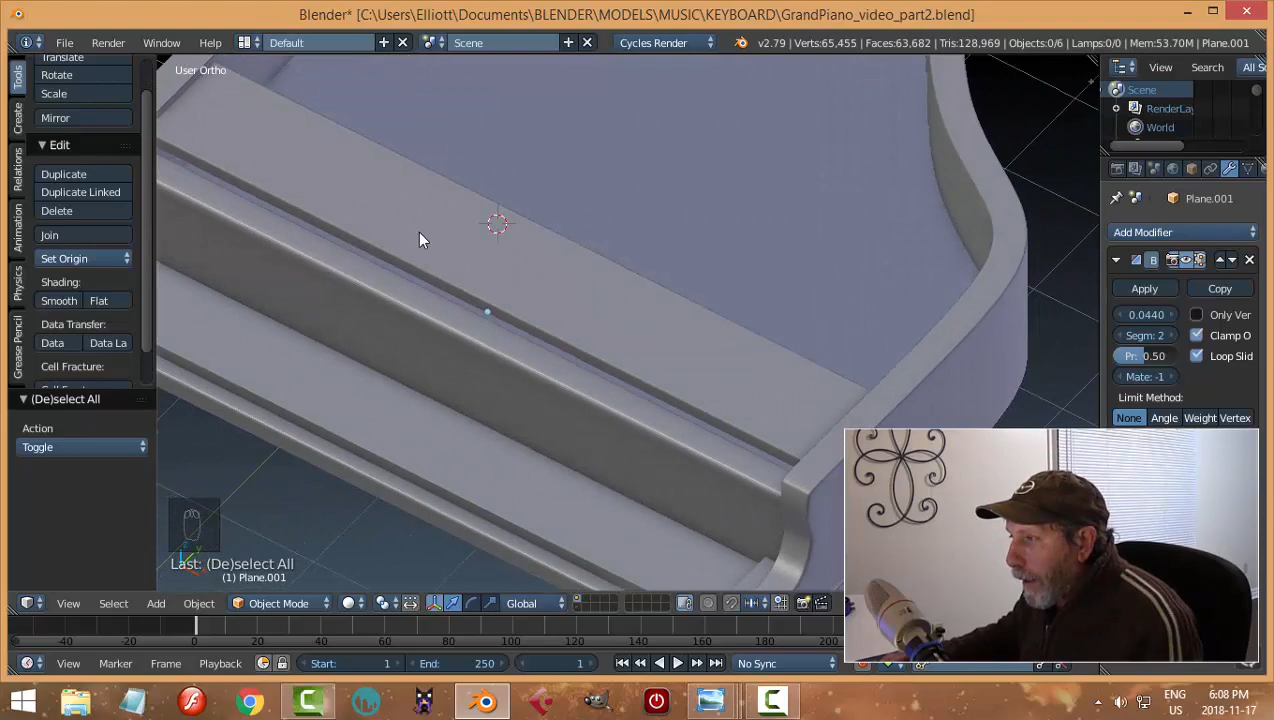 Blender* [C:\Users\Elliott\Documents\BLENDER\MODELS\MUSIC\KEYBOARD\GrandPiano_video_part2.blend]
File Render Window Help Default Scene Cycles Render v2.79 | Verts:65,455 | Faces:63,682 | Tris:128,969 | Objects:0/6 | Lamps:0/0 | Mem:53.70M | Plane.001
Translate
Rotate
Scale
Mirror
Edit
Duplicate
Duplicate Linked
Delete
Join
Set Origin
Shading:
Smooth Flat
Data Transfer:
Data Data La
Cell Fracture:
(De)select All
Action
Toggle
Tools
Create
Relations
Animation
Physics
Grease Pencil
User Ortho
Last: (De)select All
(1) Plane.001
View Search All S
Scene
RenderLay
World
Plane.001
Add Modifier
B
Apply Copy
0.0440 Only Ver
Segm: 2 Clamp O
Pr: 0.50 Loop Slid
Mate: -1
Limit Method:
None Angle Weight Vertex
View Select Add Object Object Mode Global
-40 -20 0 20 40 60 80 100 120 140 160 180 200
View Marker Frame Playback Start: 1 End: 250 1 No Sync
ENG 6:08 PM
US 2018-11-17